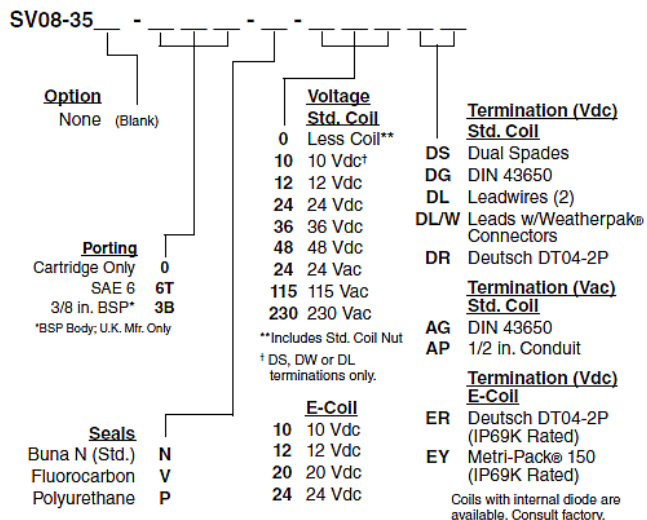 SV08-35__ - ___ - __ - ___ __
Option
None (Blank)
Porting
Cartridge Only 0
SAE 6 6T
3/8 in. BSP* 3B
*BSP Body; U.K. Mfr. Only
Seals
Buna N (Std.) N
Fluorocarbon V
Polyurethane P
Voltage
Std. Coil
0 Less Coil**
10 10 Vdc†
12 12 Vdc
24 24 Vdc
36 36 Vdc
48 48 Vdc
24 24 Vac
115 115 Vac
230 230 Vac
**Includes Std. Coil Nut
† DS, DW or DL
terminations only.
E-Coil
10 10 Vdc
12 12 Vdc
20 20 Vdc
24 24 Vdc
Termination (Vdc)
Std. Coil
DS Dual Spades
DG DIN 43650
DL Leadwires (2)
DL/W Leads w/Weatherpak®
Connectors
DR Deutsch DT04-2P
Termination (Vac)
Std. Coil
AG DIN 43650
AP 1/2 in. Conduit
Termination (Vdc)
E-Coil
ER Deutsch DT04-2P
(IP69K Rated)
EY Metri-Pack® 150
(IP69K Rated)
Coils with internal diode are
available. Consult factory.